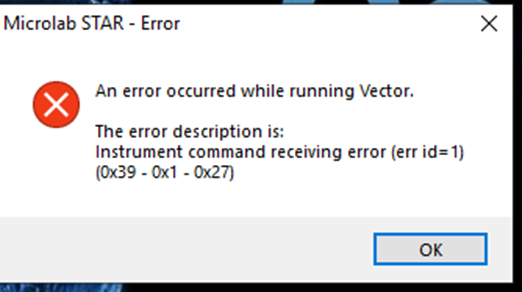 Microlab STAR - Error
An error occurred while running Vector.
The error description is:
Instrument command receiving error (err id=1)
(0x39 - 0x1 - 0x27)
OK